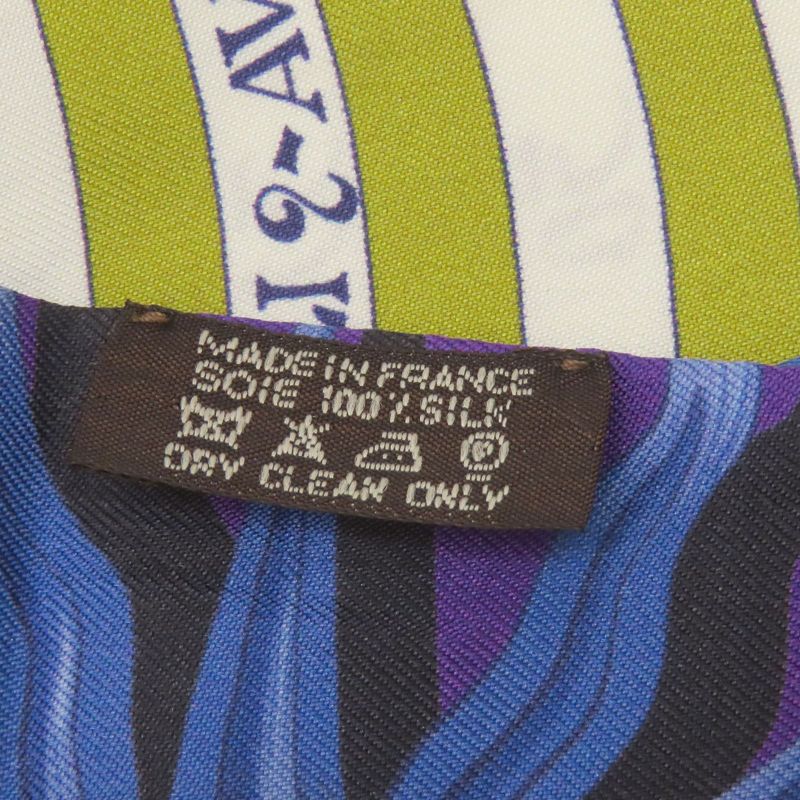 MADE IN FRANCE
SOIE 100% SILK
DRY CLEAN ONLY